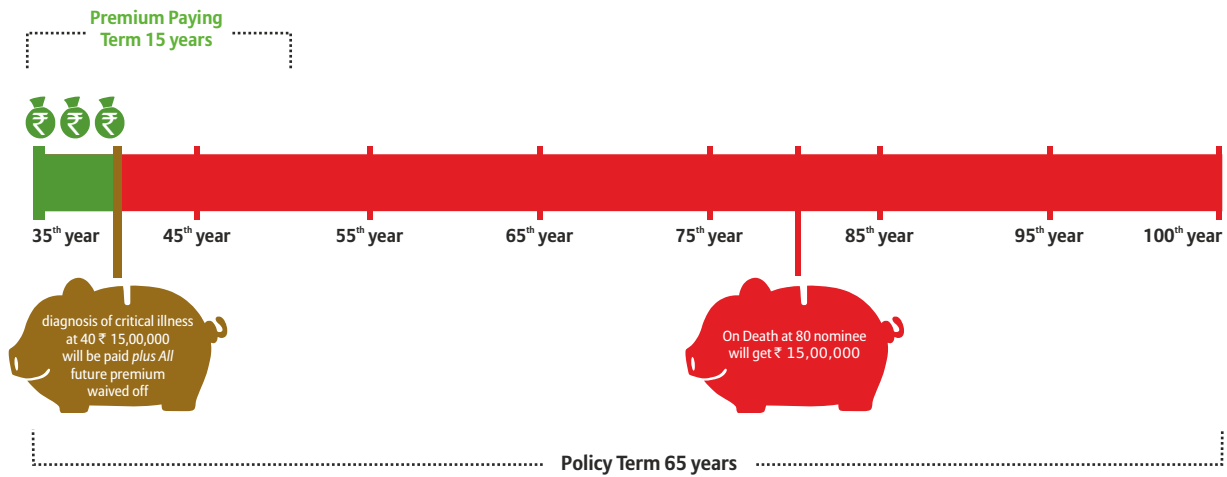 Premium Paying
Term 15 years
₹ ₹ ₹
35th year 45th year 55th year 65th year 75th year 85th year 95th year 100th year
diagnosis of critical illness
at 40 ₹ 15,00,000
will be paid plus All
future premium
waived off
On Death at 80 nominee
will get ₹ 15,00,000
Policy Term 65 years